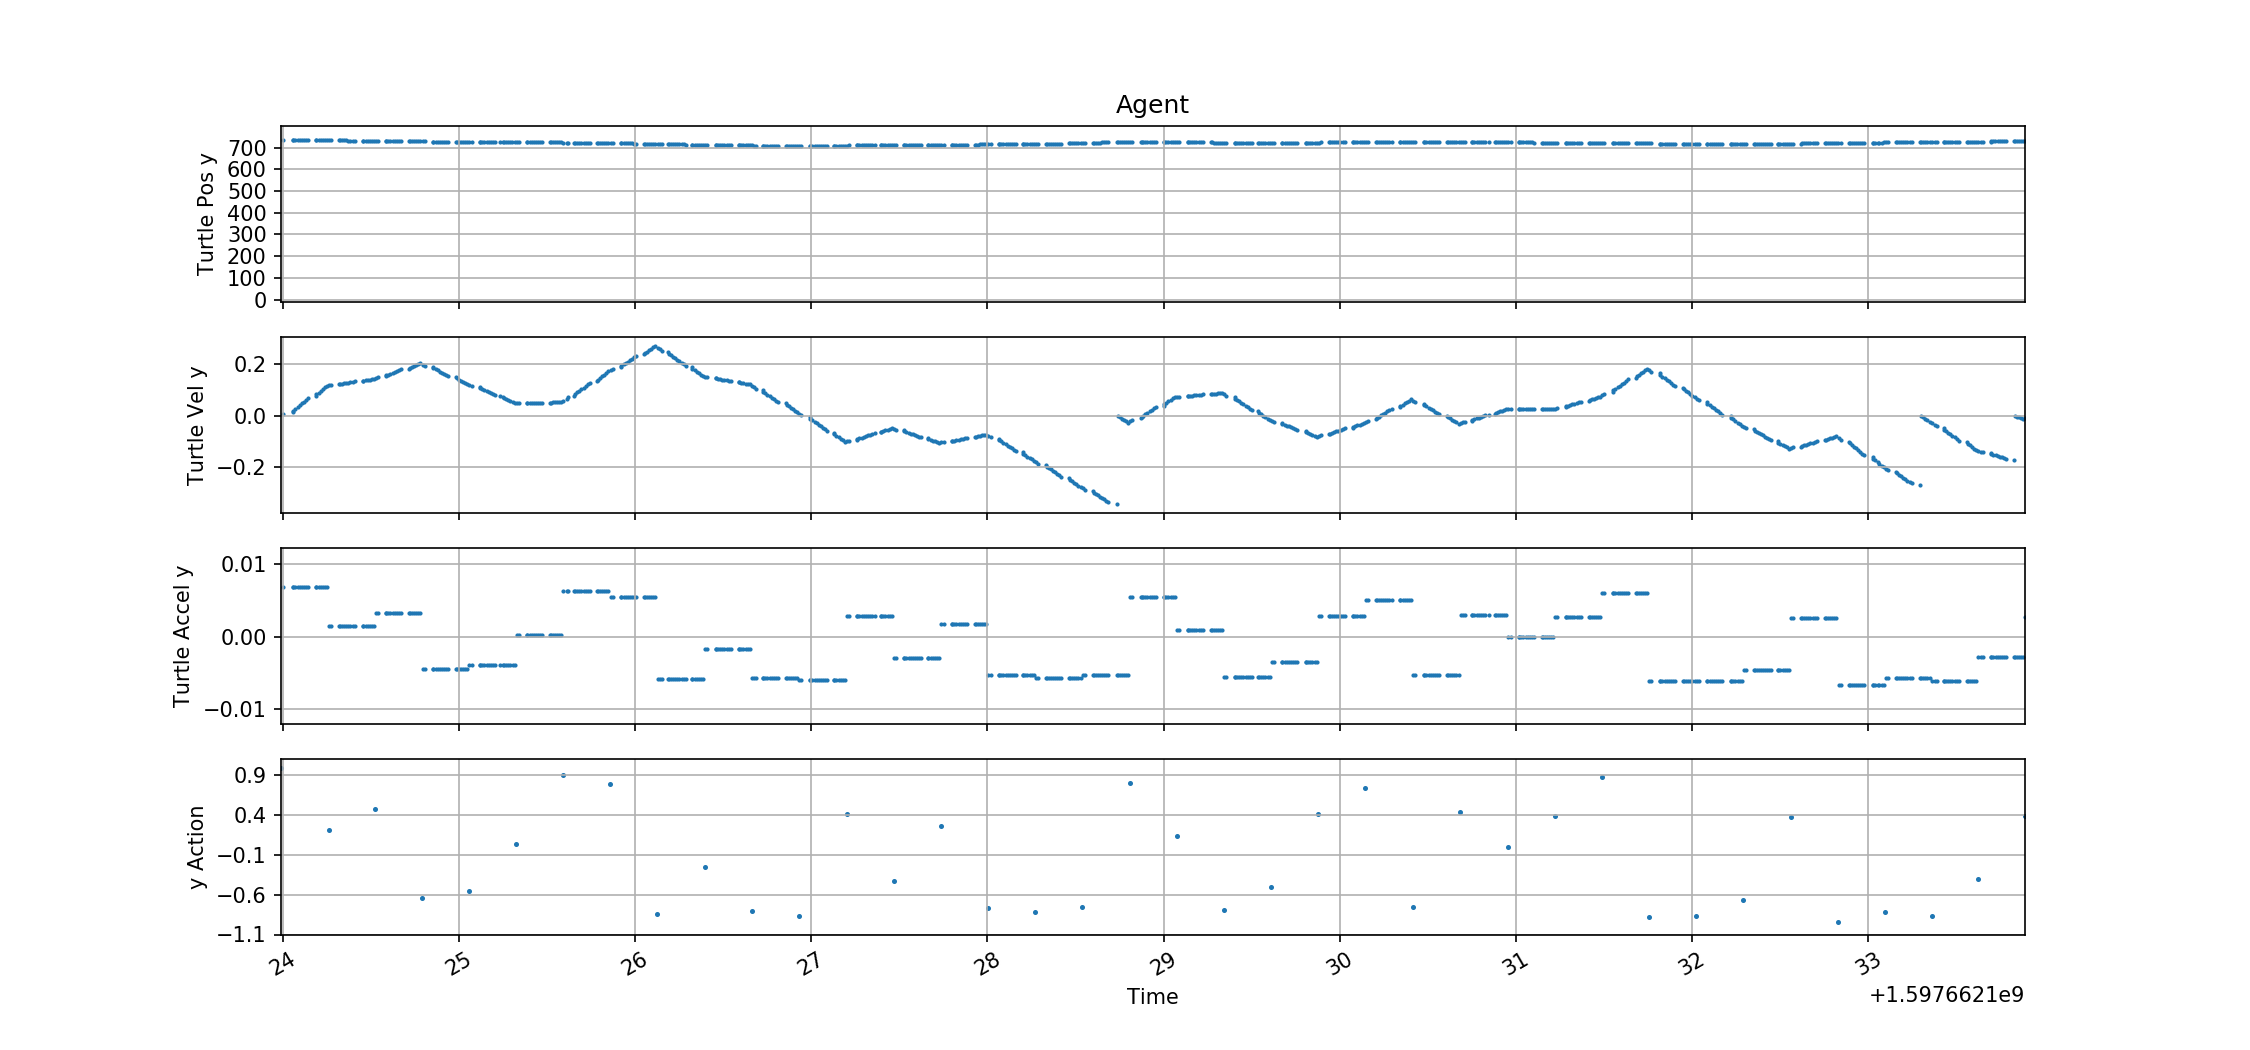 Agent
Turtle Pos y
700
600
500
400
300
200
100
0
Turtle Vel y
0.2
0.0
−0.2
Turtle Accel y
0.01
0.00
−0.01
y Action
0.9
0.4
−0.1
−0.6
−1.1
24 25 26 27 28 29 30 31 32 33
Time
+1.5976621e9